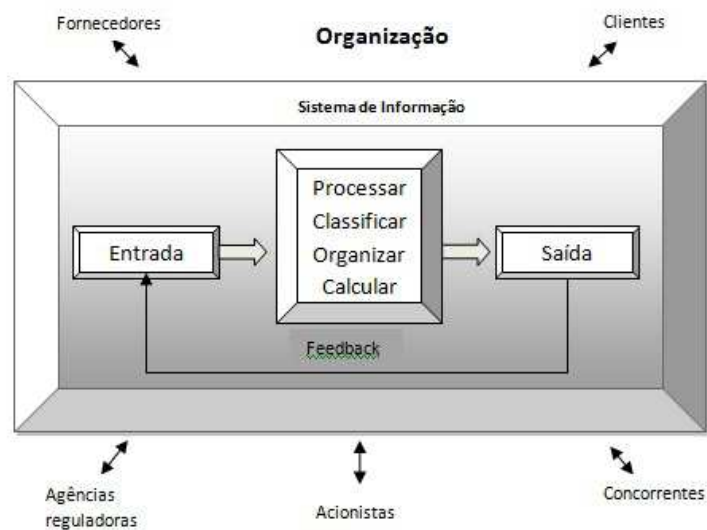 Fornecedores
Organização
Clientes
Sistema de Informação
Processar
Classificar
Organizar
Calcular
Entrada
Saída
Feedback
Agências
reguladoras
Acionistas
Concorrentes